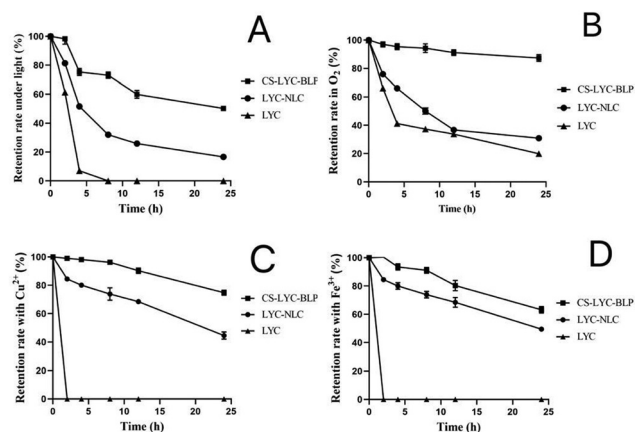 A
Retention rate under light (%)
100
80
60
40
20
0
0 5 10 15 20 25
Time (h)
CS-LYC-BLP
LYC-NLC
LYC
B
Retention rate in O₂ (%)
100
80
60
40
20
0
0 5 10 15 20 25
Time (h)
CS-LYC-BLP
LYC-NLC
LYC
C
Retention rate with Cu²⁺ (%)
100
80
60
40
20
0
0 5 10 15 20 25
Time (h)
CS-LYC-BLP
LYC-NLC
LYC
D
Retention rate with Fe³⁺ (%)
100
80
60
40
20
0
0 5 10 15 20 25
Time (h)
CS-LYC-BLP
LYC-NLC
LYC